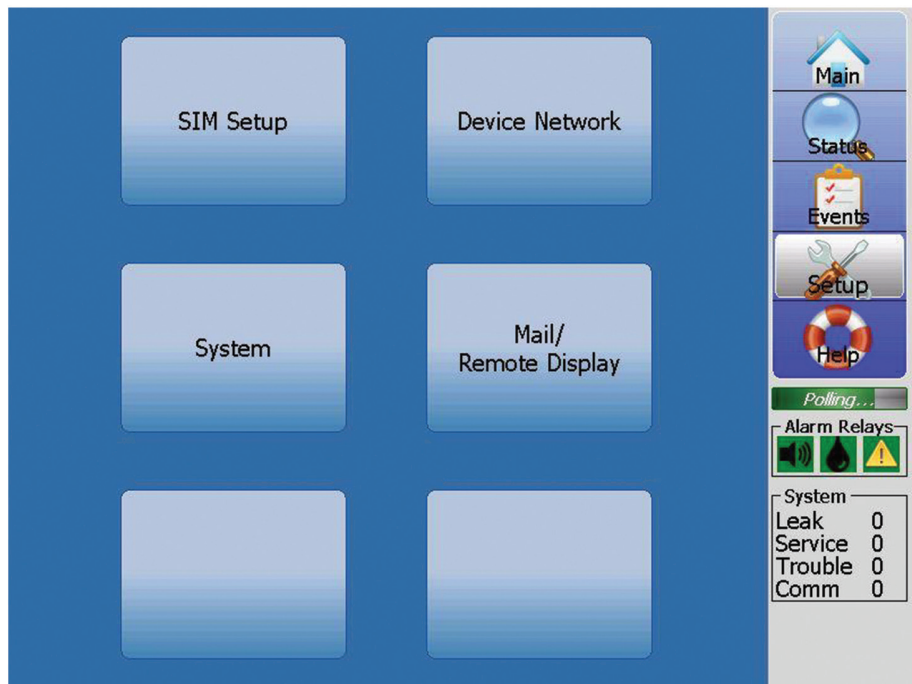 SIM Setup
Device Network
System
Mail/
Remote Display
Main
Status
Events
Setup
Help
Polling...
Alarm Relays
System
Leak 0
Service 0
Trouble 0
Comm 0